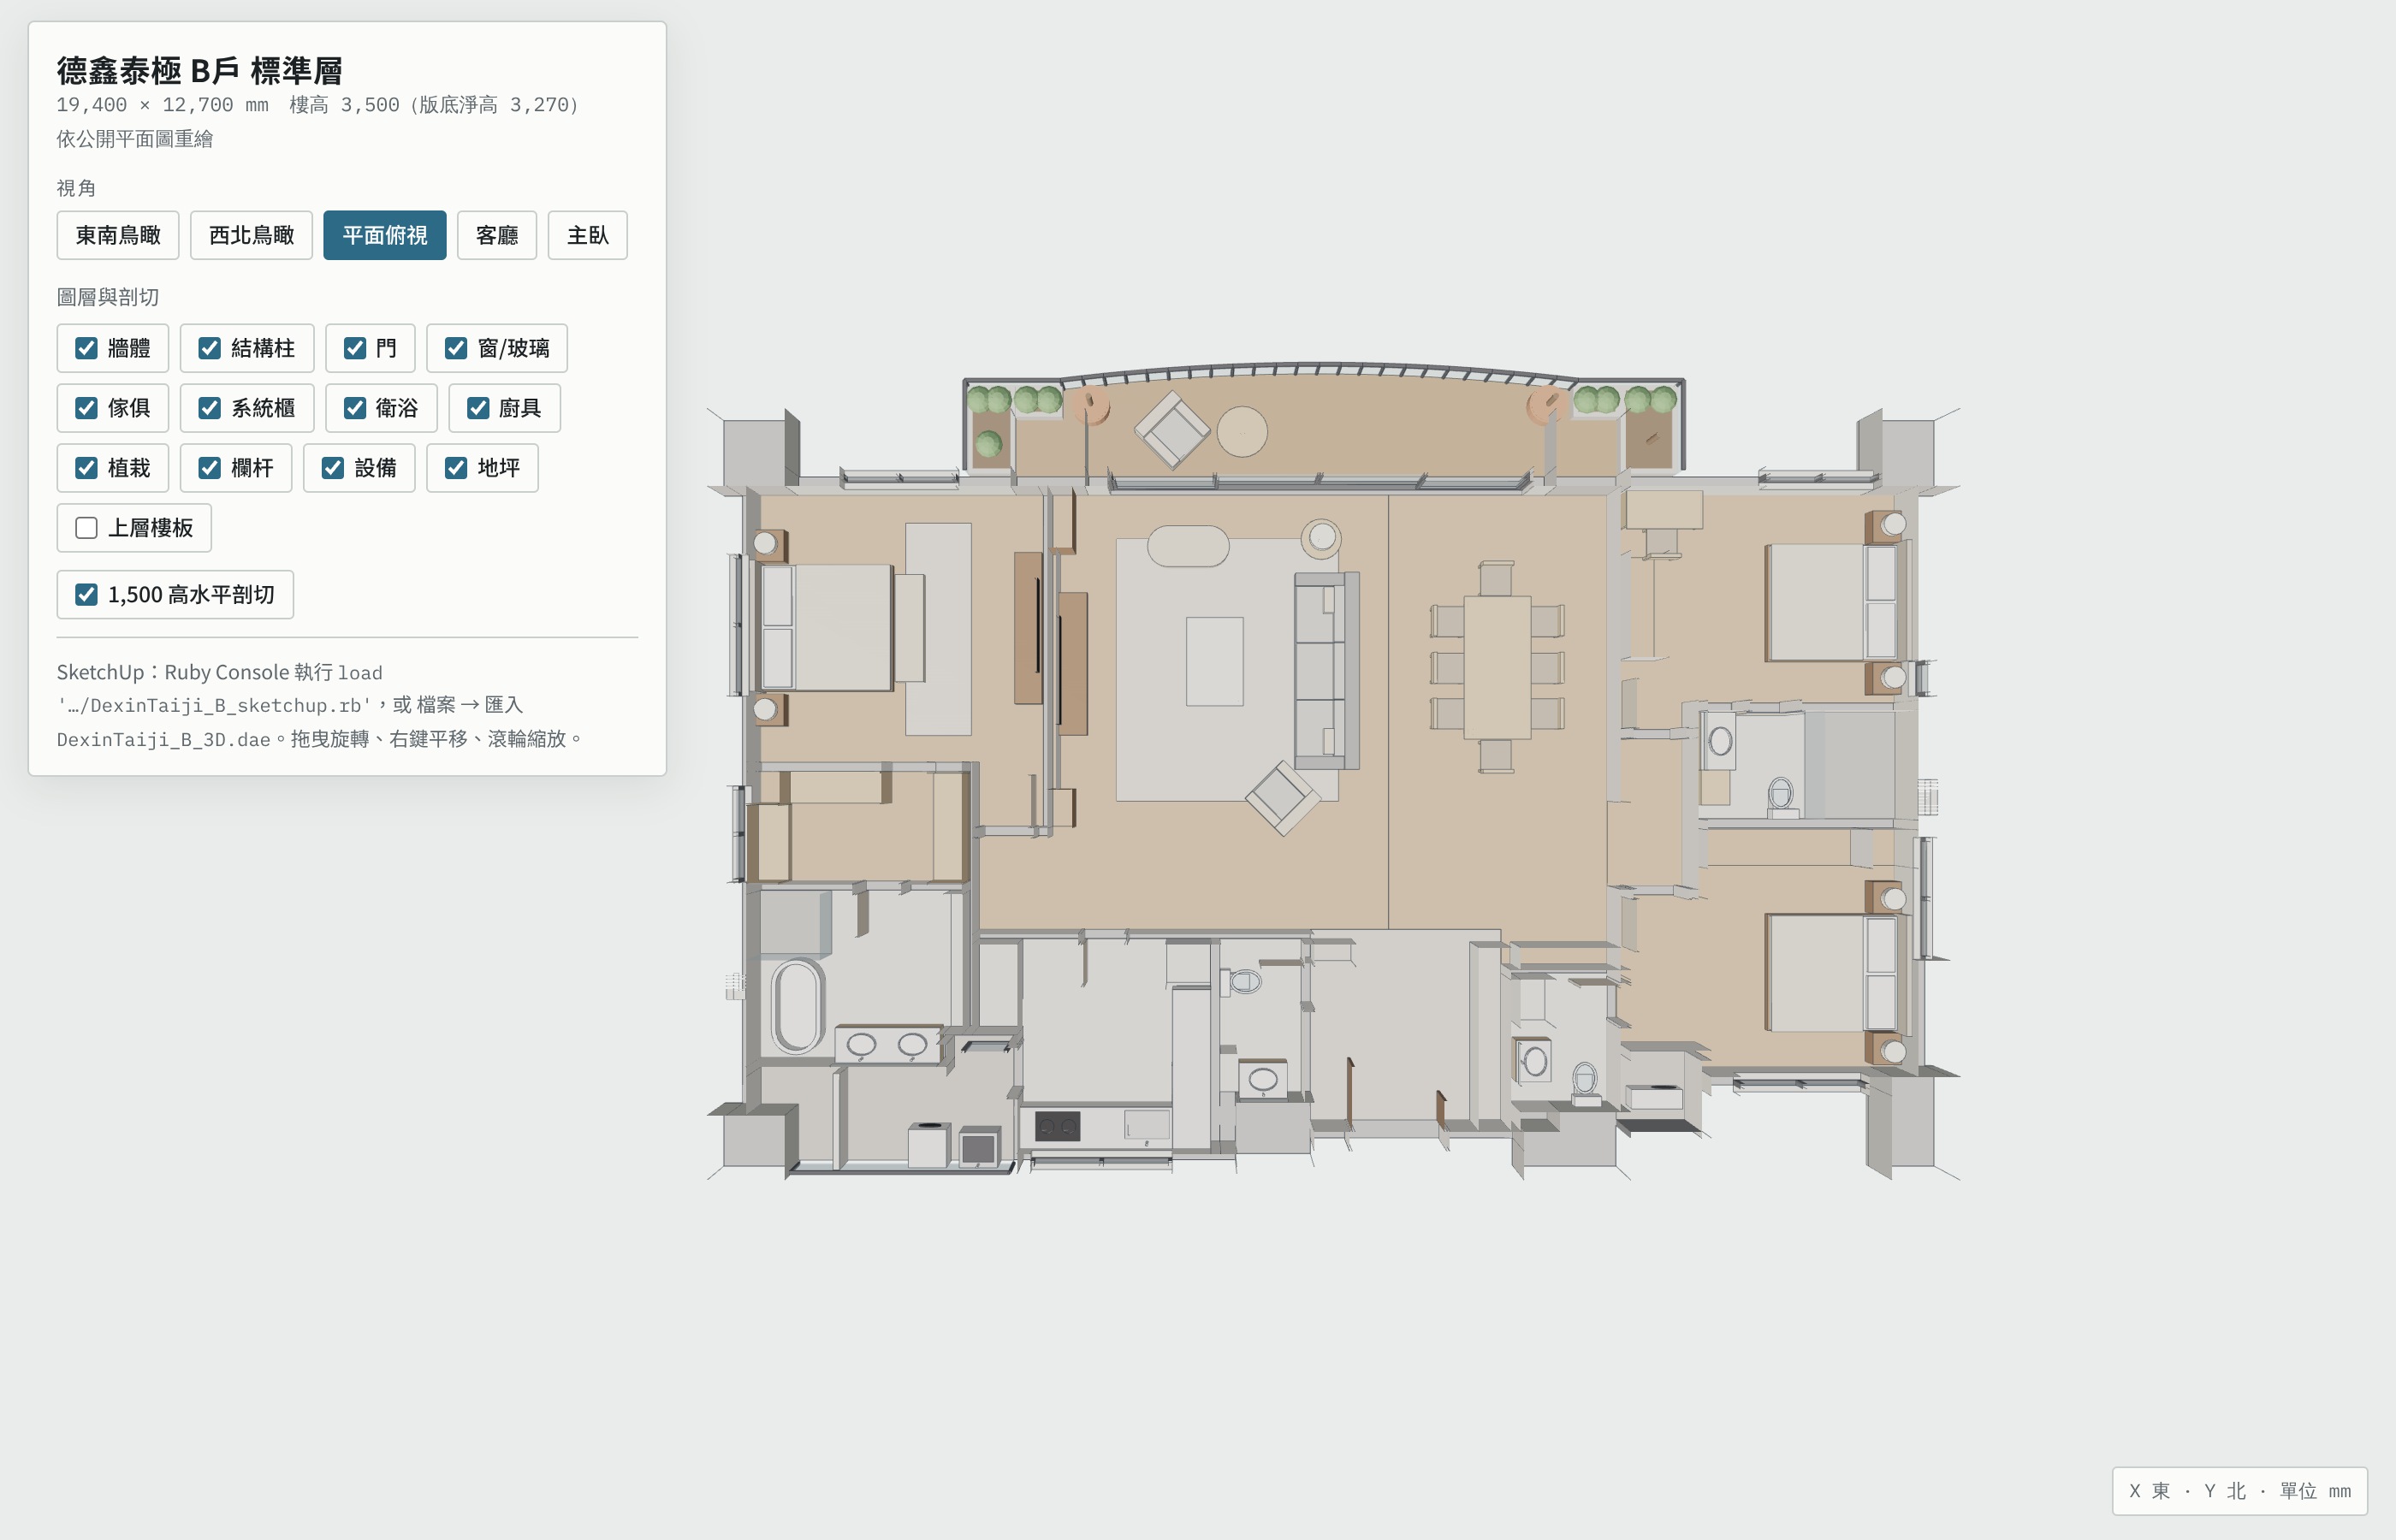 德鑫泰極 B戶 標準層
19,400 × 12,700 mm 樓高 3,500（版底淨高 3,270）
依公開平面圖重繪
視角
東南鳥瞰 西北鳥瞰 平面俯視 客廳 主臥
圖層與剖切
牆體 結構柱 門 窗/玻璃
傢俱 系統櫃 衛浴 廚具
植栽 欄杆 設備 地坪
上層樓板
1,500 高水平剖切
SketchUp：Ruby Console 執行 load
'…/DexinTaiji_B_sketchup.rb'，或 檔案 → 匯入
DexinTaiji_B_3D.dae。拖曳旋轉、右鍵平移、滾輪縮放。
X 東 · Y 北 · 單位 mm